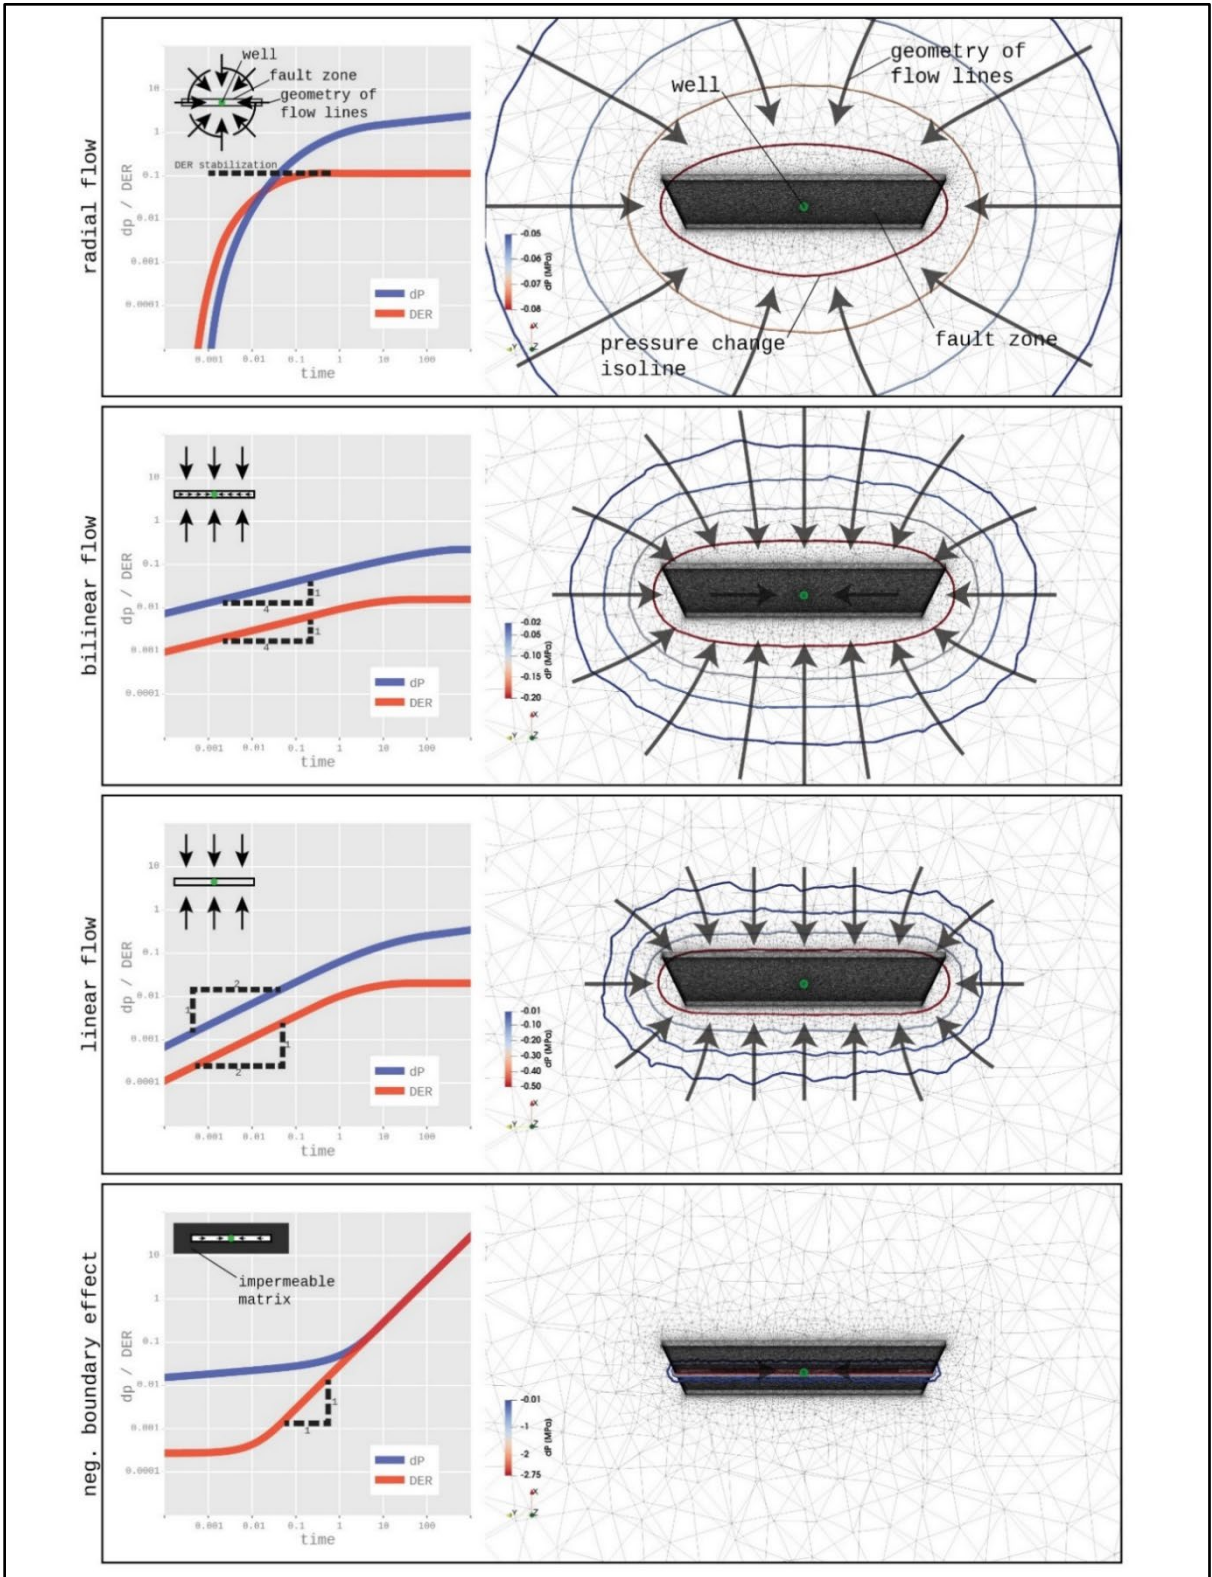 radial flow
well
fault zone
geometry of
flow lines
DER stabilization
dp / DER
10
1
0.1
0.01
0.001
0.0001
dP
DER
0.001 0.01 0.1 1 10 100
time
geometry of
flow lines
well
-0.05
-0.06
-0.07
-0.08
dP (MPa)
X
Y Z
pressure change
isoline
fault zone
bilinear flow
dp / DER
10
1
0.1
0.01
0.001
0.0001
1
4
1
4
dP
DER
0.001 0.01 0.1 1 10 100
time
-0.02
-0.05
-0.10
-0.15
-0.20
dP (MPa)
X
Y Z
linear flow
dp / DER
10
1
0.1
0.01
0.001
0.0001
2
1
1
2
dP
DER
0.001 0.01 0.1 1 10 100
time
-0.01
-0.10
-0.20
-0.30
-0.40
-0.50
dP (MPa)
X
Y Z
neg. boundary effect
impermeable
matrix
dp / DER
10
1
0.1
0.01
0.001
0.0001
1
1
dP
DER
0.001 0.01 0.1 1 10 100
time
-0.01
-1
-2
-2.75
dP (MPa)
X
Y Z